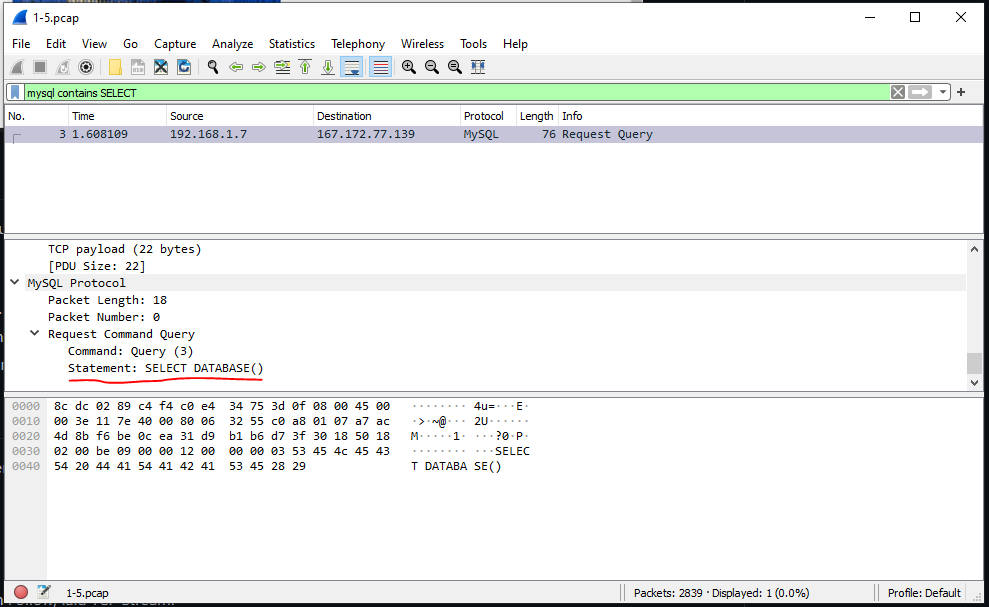 1-5.pcap
File Edit View Go Capture Analyze Statistics Telephony Wireless Tools Help
mysql contains SELECT
No. Time Source Destination Protocol Length Info
3 1.608109 192.168.1.7 167.172.77.139 MySQL 76 Request Query
TCP payload (22 bytes)
[PDU Size: 22]
MySQL Protocol
Packet Length: 18
Packet Number: 0
Request Command Query
Command: Query (3)
Statement: SELECT DATABASE()
0000 8c dc 02 89 c4 f4 c0 e4 34 75 3d 0f 08 00 45 00 ········ 4u=···E·
0010 00 3e 11 7e 40 00 80 06 32 55 c0 a8 01 07 a7 ac ·>·~@··· 2U······
0020 4d 8b f6 be 0c ea 31 d9 b1 b6 d7 3f 30 18 50 18 M·····1· ···?0·P·
0030 02 00 be 09 00 00 12 00 00 00 03 53 45 4c 45 43 ········ ···SELEC
0040 54 20 44 41 54 41 42 41 53 45 28 29 T DATABA SE()
1-5.pcap
Packets: 2839 · Displayed: 1 (0.0%)
Profile: Default